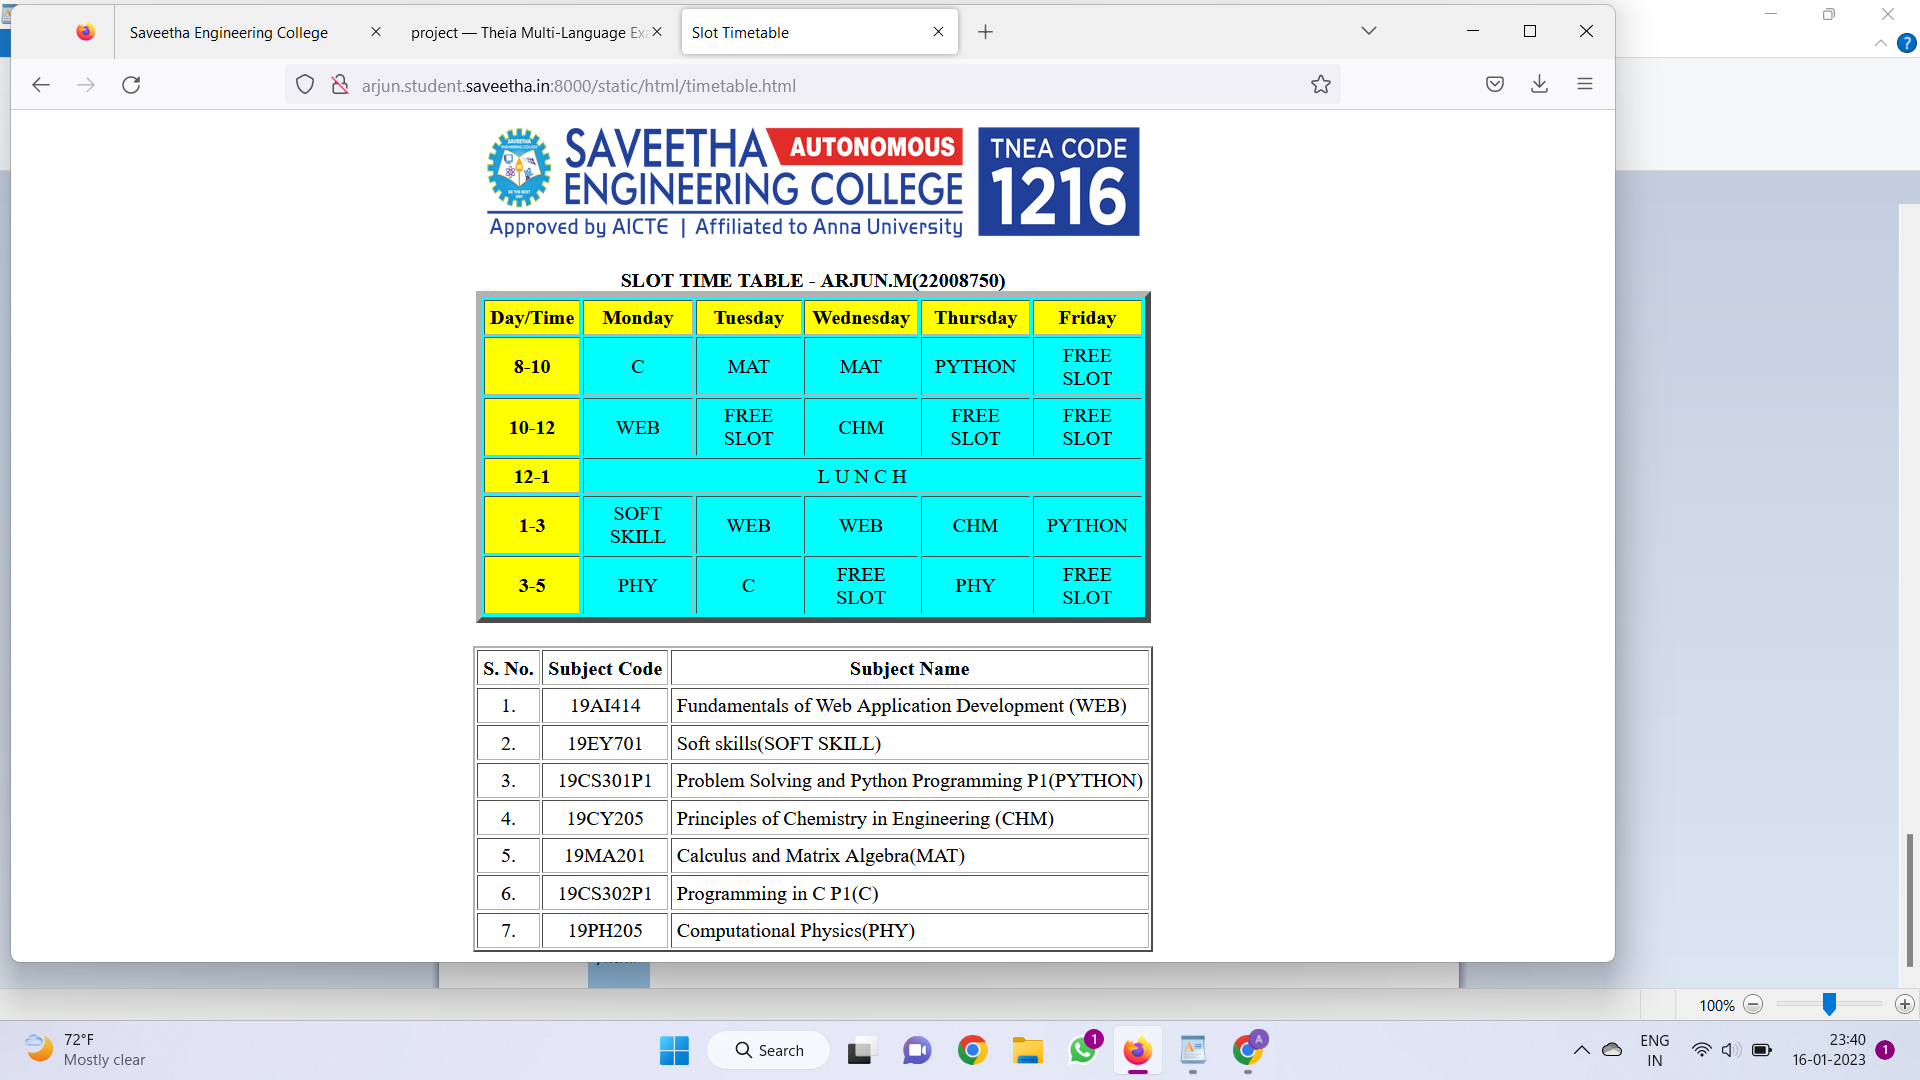 Saveetha Engineering College
project — Theia Multi-Language Ex
Slot Timetable
arjun.student.saveetha.in:8000/static/html/timetable.html
SAVEETHA AUTONOMOUS
ENGINEERING COLLEGE
Approved by AICTE | Affiliated to Anna University
TNEA CODE
1216
SLOT TIME TABLE - ARJUN.M(22008750)
Day/Time Monday Tuesday Wednesday Thursday Friday
8-10 C MAT MAT PYTHON FREE SLOT
10-12 WEB FREE SLOT CHM FREE SLOT FREE SLOT
12-1 L U N C H
1-3 SOFT SKILL WEB WEB CHM PYTHON
3-5 PHY C FREE SLOT PHY FREE SLOT
S. No. Subject Code Subject Name
1. 19AI414 Fundamentals of Web Application Development (WEB)
2. 19EY701 Soft skills(SOFT SKILL)
3. 19CS301P1 Problem Solving and Python Programming P1(PYTHON)
4. 19CY205 Principles of Chemistry in Engineering (CHM)
5. 19MA201 Calculus and Matrix Algebra(MAT)
6. 19CS302P1 Programming in C P1(C)
7. 19PH205 Computational Physics(PHY)
100%
72°F
Mostly clear
Search
1
A
ENG
IN
23:40
16-01-2023
1